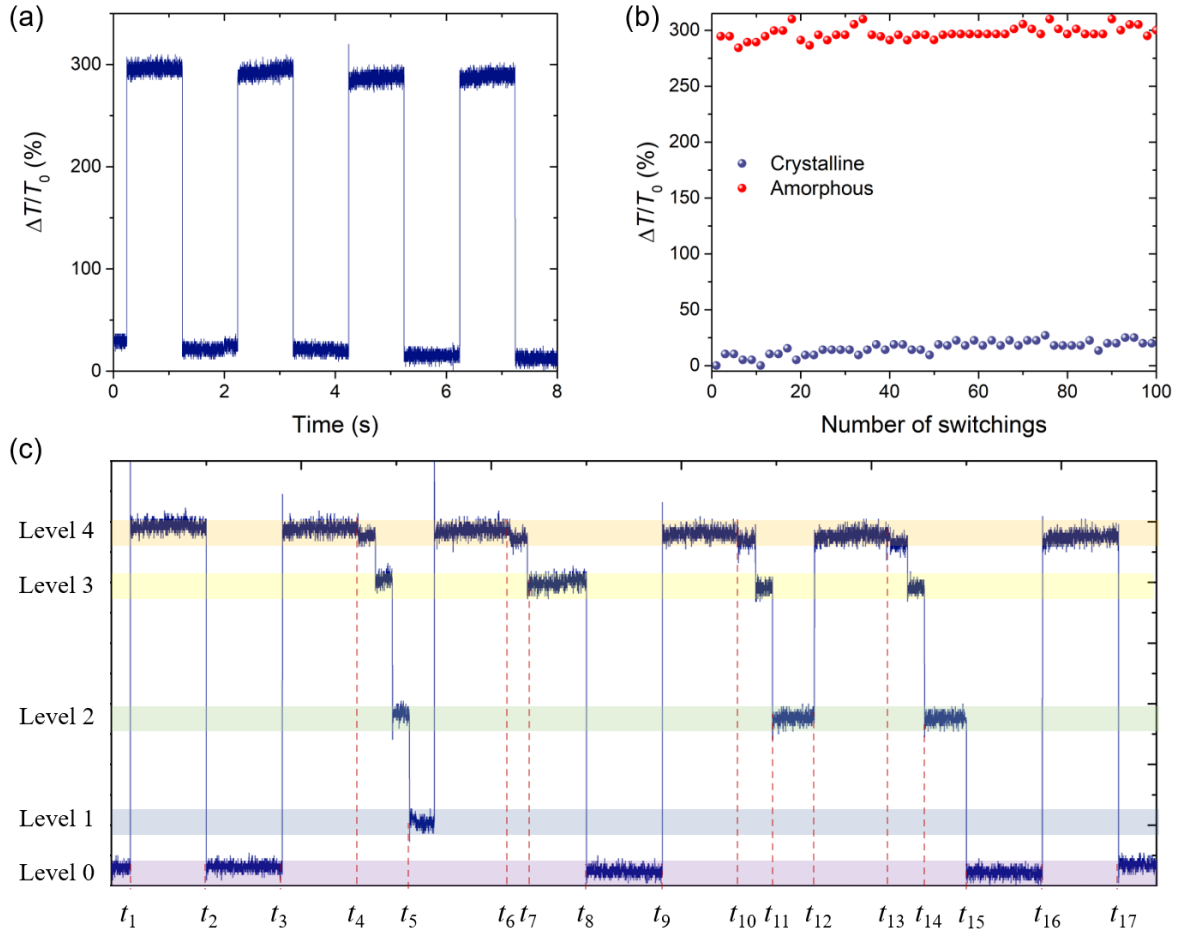 (a)
ΔT/T₀ (%)
300
200
100
0
0 2 4 6 8
Time (s)
(b)
ΔT/T₀ (%)
300
250
200
150
100
50
0
Crystalline
Amorphous
0 20 40 60 80 100
Number of switchings
(c)
Level 4
Level 3
Level 2
Level 1
Level 0
t₁ t₂ t₃ t₄ t₅ t₆ t₇ t₈ t₉ t₁₀ t₁₁ t₁₂ t₁₃ t₁₄ t₁₅ t₁₆ t₁₇